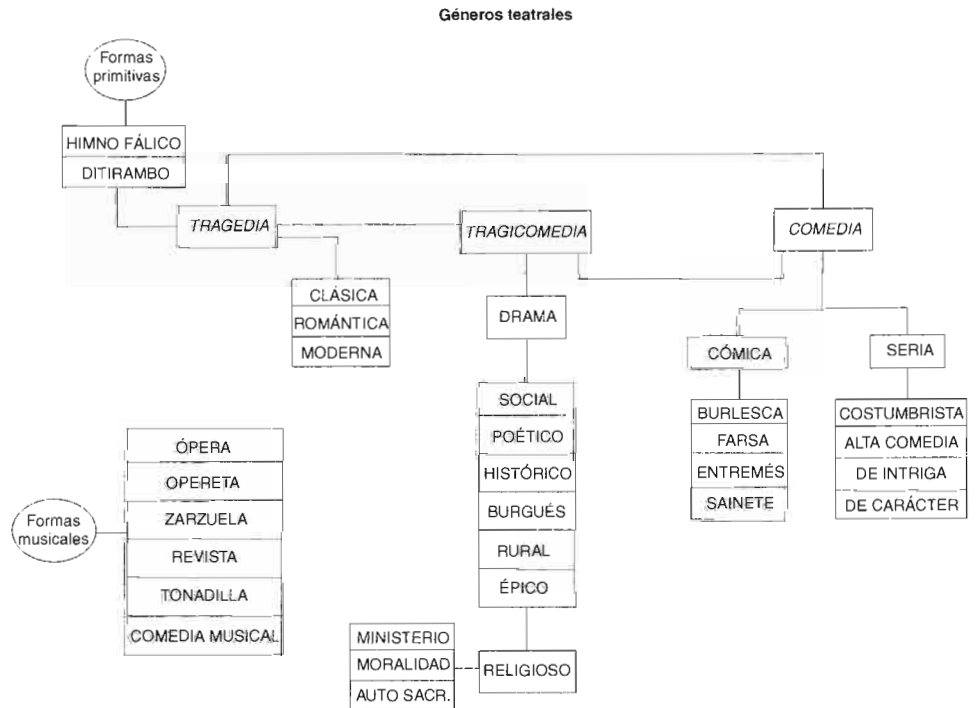 Géneros teatrales
Formas
primitivas
HIMNO FÁLICO
DITIRAMBO
TRAGEDIA
TRAGICOMEDIA
COMEDIA
CLÁSICA
ROMÁNTICA
MODERNA
DRAMA
CÓMICA
SERIA
SOCIAL
POÉTICO
HISTÓRICO
BURGUÉS
RURAL
ÉPICO
BURLESCA
FARSA
ENTREMÉS
SAINETE
COSTUMBRISTA
ALTA COMEDIA
DE INTRIGA
DE CARÁCTER
Formas
musicales
ÓPERA
OPERETA
ZARZUELA
REVISTA
TONADILLA
COMEDIA MUSICAL
MINISTERIO
MORALIDAD
AUTO SACR.
RELIGIOSO